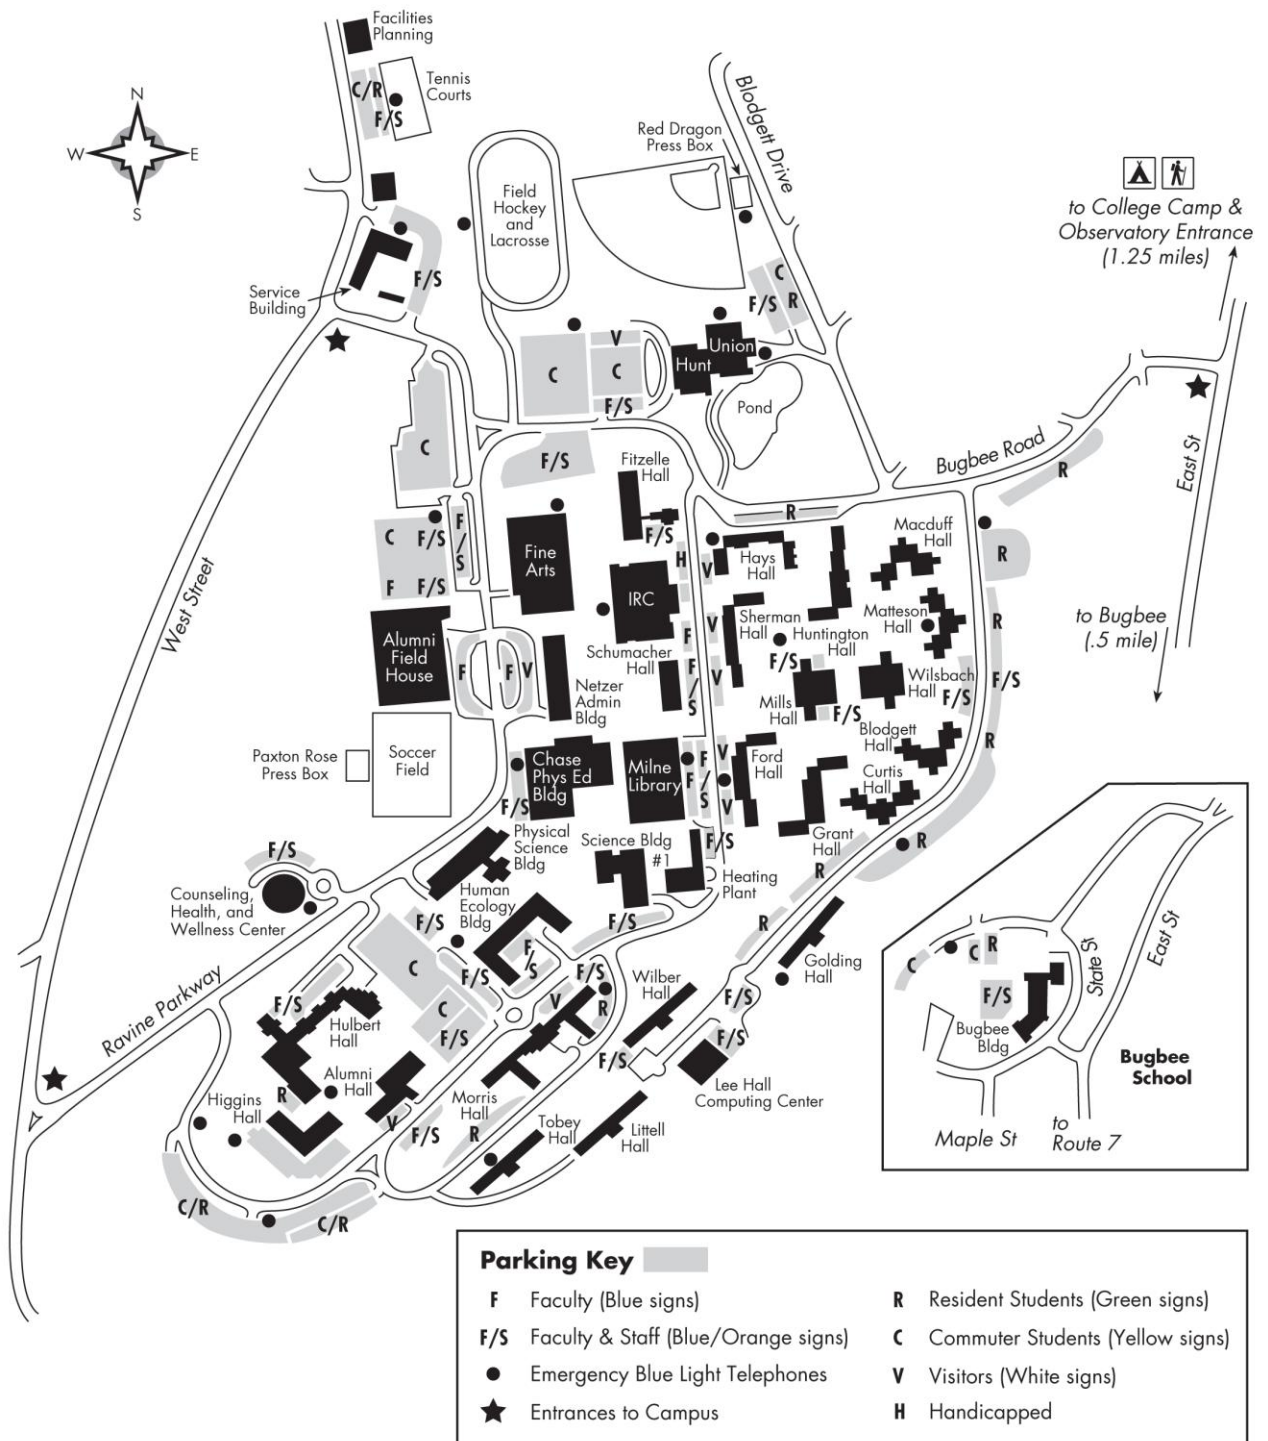 Facilities
Planning
C/R
F/S
Tennis
Courts
N
W
E
S
Red Dragon
Press Box
Blodgett Drive
Field
Hockey
and
Lacrosse
to College Camp &
Observatory Entrance
(1.25 miles)
Service
Building
F/S
C
F/S
R
V
C
C
F/S
Hunt
Union
Pond
C
F/S
Fitzelle
Hall
F/S
Bugbee Road
R
East St
R
West Street
C
F/S
F
F/S
F
/
S
Fine
Arts
H
V
Hays
Hall
Macduff
Hall
R
IRC
Sherman
Hall
Huntington
Hall
Matteson
Hall
R
to Bugbee
(.5 mile)
Alumni
Field
House
F
F
V
Netzer
Admin
Bldg
Schumacher
Hall
F
V
F
/
S
V
F/S
Mills
Hall
F/S
Wilsbach
Hall
F/S
F/S
Blodgett
Hall
R
Paxton Rose
Press Box
Soccer
Field
F/S
Chase
Phys Ed
Bldg
Milne
Library
F
F
/
S
V
V
Ford
Hall
Curtis
Hall
Grant
Hall
R
R
F/S
Physical
Science
Bldg
Science Bldg
#1
F/S
Heating
Plant
Counseling,
Health, and
Wellness Center
Human
Ecology
Bldg
F/S
F/S
R
Golding
Hall
Ravine Parkway
C
F/S
F
/
S
F/S
V
R
Wilber
Hall
F/S
F/S
Hulbert
Hall
C
F/S
F/S
F/S
Lee Hall
Computing Center
Alumni
Hall
R
Higgins
Hall
V
F/S
Morris
Hall
R
Tobey
Hall
Littell
Hall
C/R
C/R
C
C
R
F/S
Bugbee
Bldg
State St
East St
Bugbee
School
Maple St
to
Route 7
Parking Key
F Faculty (Blue signs)
F/S Faculty & Staff (Blue/Orange signs)
Emergency Blue Light Telephones
Entrances to Campus
R Resident Students (Green signs)
C Commuter Students (Yellow signs)
V Visitors (White signs)
H Handicapped